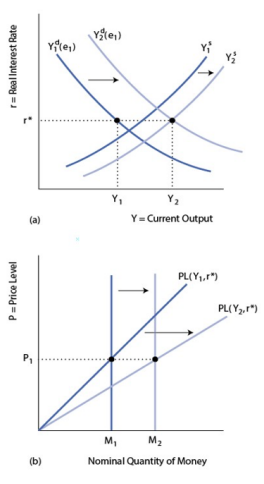 r = Real Interest Rate
Y₁ᵈ(e₁)
Y₂ᵈ(e₁)
Y₁ˢ
Y₂ˢ
r*
Y₁
Y₂
(a)
Y = Current Output
P = Price Level
PL(Y₁,r*)
PL(Y₂,r*)
P₁
M₁
M₂
(b)
Nominal Quantity of Money